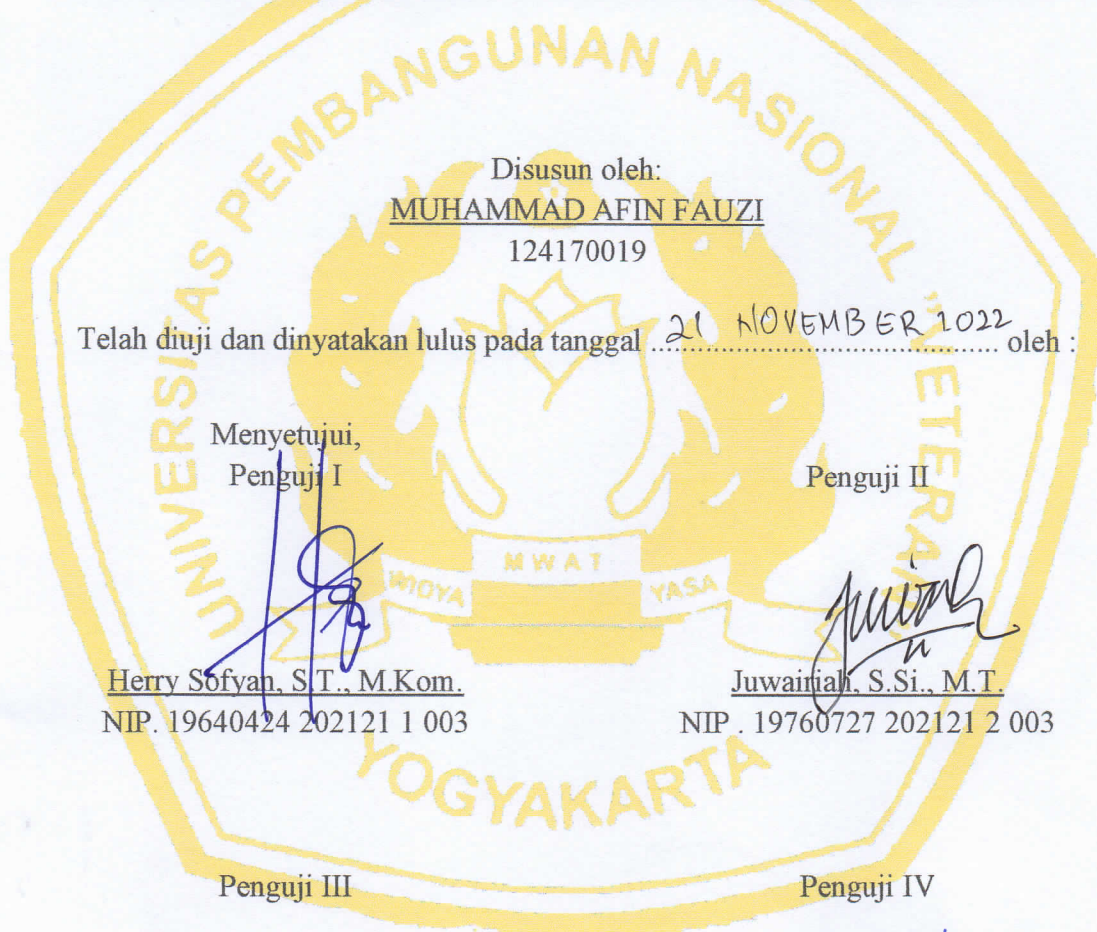 UNIVERSITAS PEMBANGUNAN NASIONAL "VETERAN"
YOGYAKARTA
WIDYA MWAT YASA
Disusun oleh:
MUHAMMAD AFIN FAUZI
124170019
Telah diuji dan dinyatakan lulus pada tanggal ..21 NOVEMBER 2022.. oleh :
Menyetujui,
Penguji I Penguji II
Herry Sofyan, S.T., M.Kom. Juwairiah, S.Si., M.T.
NIP. 19640424 202121 1 003 NIP . 19760727 202121 2 003
Penguji III Penguji IV